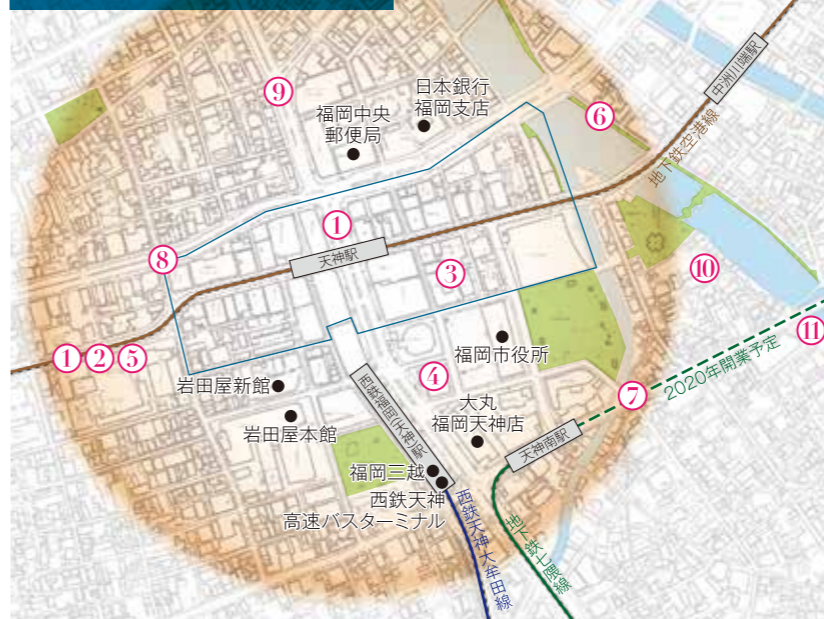 ⑨
日本銀行
福岡支店
福岡中央
郵便局
⑥
中洲川端駅
地下鉄空港線
①
天神駅
⑧
③
⑩
⑪
① ② ⑤
福岡市役所
2020年開業予定
④
⑦
岩田屋新館
岩田屋本館
西鉄福岡(天神)駅
大丸
福岡天神店
天神南駅
福岡三越
西鉄天神
高速バスターミナル
西鉄天神大牟田線
地下鉄七隈線